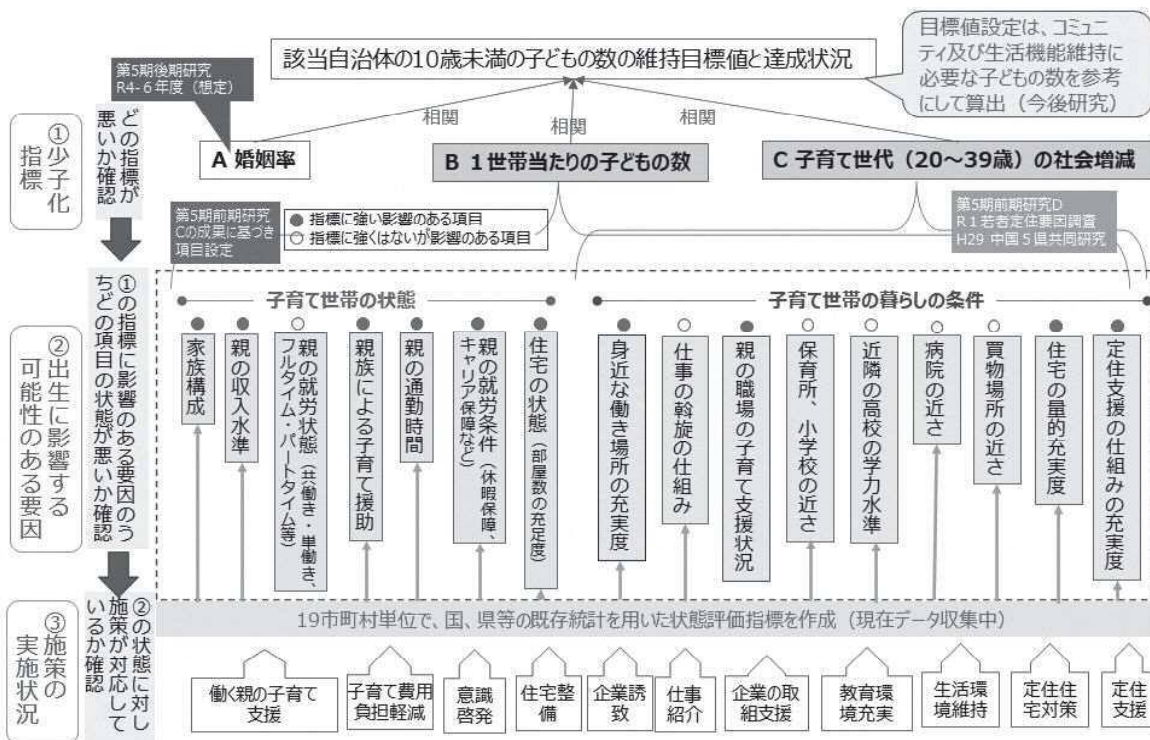 該当自治体の10歳未満の子どもの数の維持目標値と達成状況
目標値設定は、コミュニ
ティ及び生活機能維持に
必要な子どもの数を参考
にして算出（今後研究）
第5期後期研究
R4-６年度（想定）
相関
相関
相関
①少子化
指標
どの指標が
悪いか確認
A 婚姻率
B １世帯当たりの子どもの数
C 子育て世代（20～39歳）の社会増減
第5期前期研究
Cの成果に基づき
項目設定
● 指標に強い影響のある項目
○ 指標に強くはないが影響のある項目
第5期前期研究D
R１若者定住要因調査
H29 中国５県共同研究
②出生に影響する
可能性のある要因
①の指標に影響のある要因のう
ちどの項目の状態が悪いか確認
子育て世帯の状態
子育て世帯の暮らしの条件
家族構成
親の収入水準
親の就労状態（共働き・単働き、
フルタイム・パートタイム等）
親族による子育て援助
親の通勤時間
親の就労条件（休暇保障、
キャリア保障など）
住宅の状態（部屋数の充足度）
身近な働き場所の充実度
仕事の斡旋の仕組み
親の職場の子育て支援状況
保育所、小学校の近さ
近隣の高校の学力水準
病院の近さ
買物場所の近さ
住宅の量的充実度
定住支援の仕組みの充実度
19市町村単位で、国、県等の既存統計を用いた状態評価指標を作成（現在データ収集中）
③施策の
実施状況
②の状態に対し
施策が対応して
いるか確認
働く親の子育て
支援
子育て費用
負担軽減
意識
啓発
住宅整
備
企業誘
致
仕事
紹介
企業の取
組支援
教育環
境充実
生活環
境維持
定住住
宅対策
定住
支援